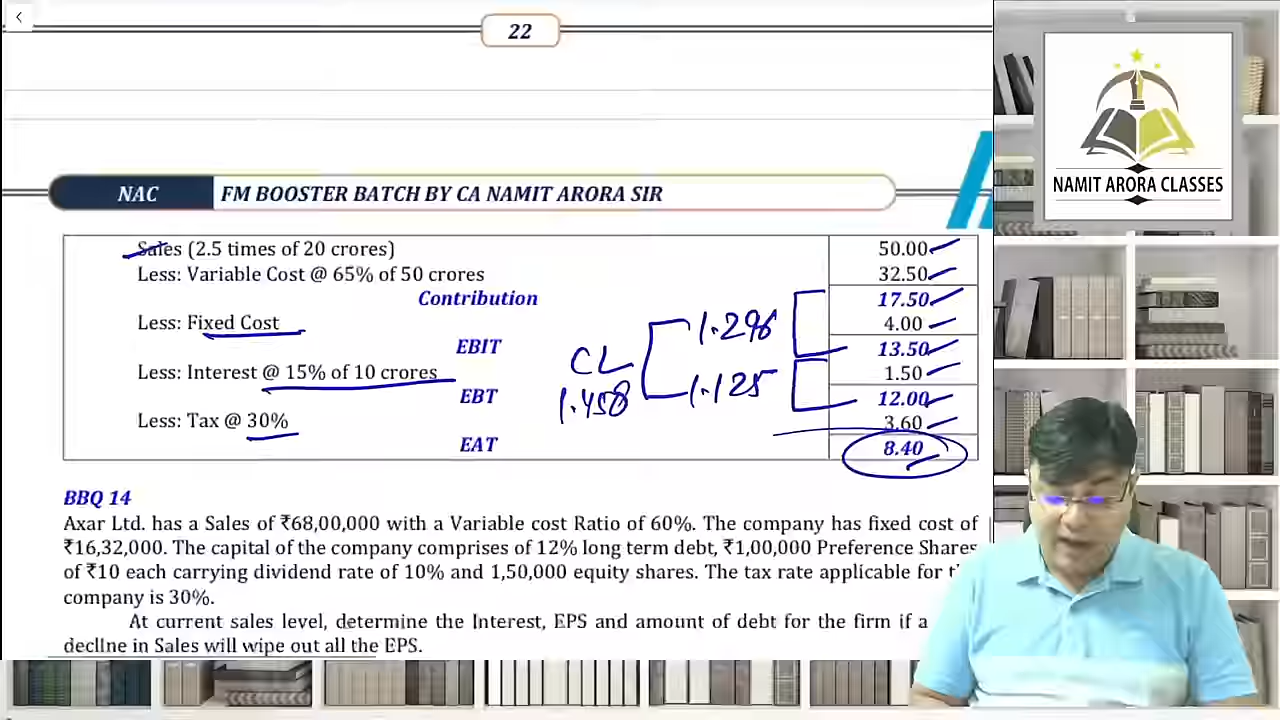 22
NAMIT ARORA CLASSES
NAC FM BOOSTER BATCH BY CA NAMIT ARORA SIR
Sales (2.5 times of 20 crores) 50.00
Less: Variable Cost @ 65% of 50 crores 32.50
Contribution 17.50
Less: Fixed Cost 1.296 4.00
EBIT 13.50
CL
Less: Interest @ 15% of 10 crores 1.125 1.50
1.458
EBT 12.00
Less: Tax @ 30% 3.60
EAT 8.40
BBQ 14
Axar Ltd. has a Sales of ₹68,00,000 with a Variable cost Ratio of 60%. The company has fixed cost of
₹16,32,000. The capital of the company comprises of 12% long term debt, ₹1,00,000 Preference Shares
of ₹10 each carrying dividend rate of 10% and 1,50,000 equity shares. The tax rate applicable for
company is 30%.
At current sales level, determine the Interest, EPS and amount of debt for the firm if a
decline in Sales will wipe out all the EPS.